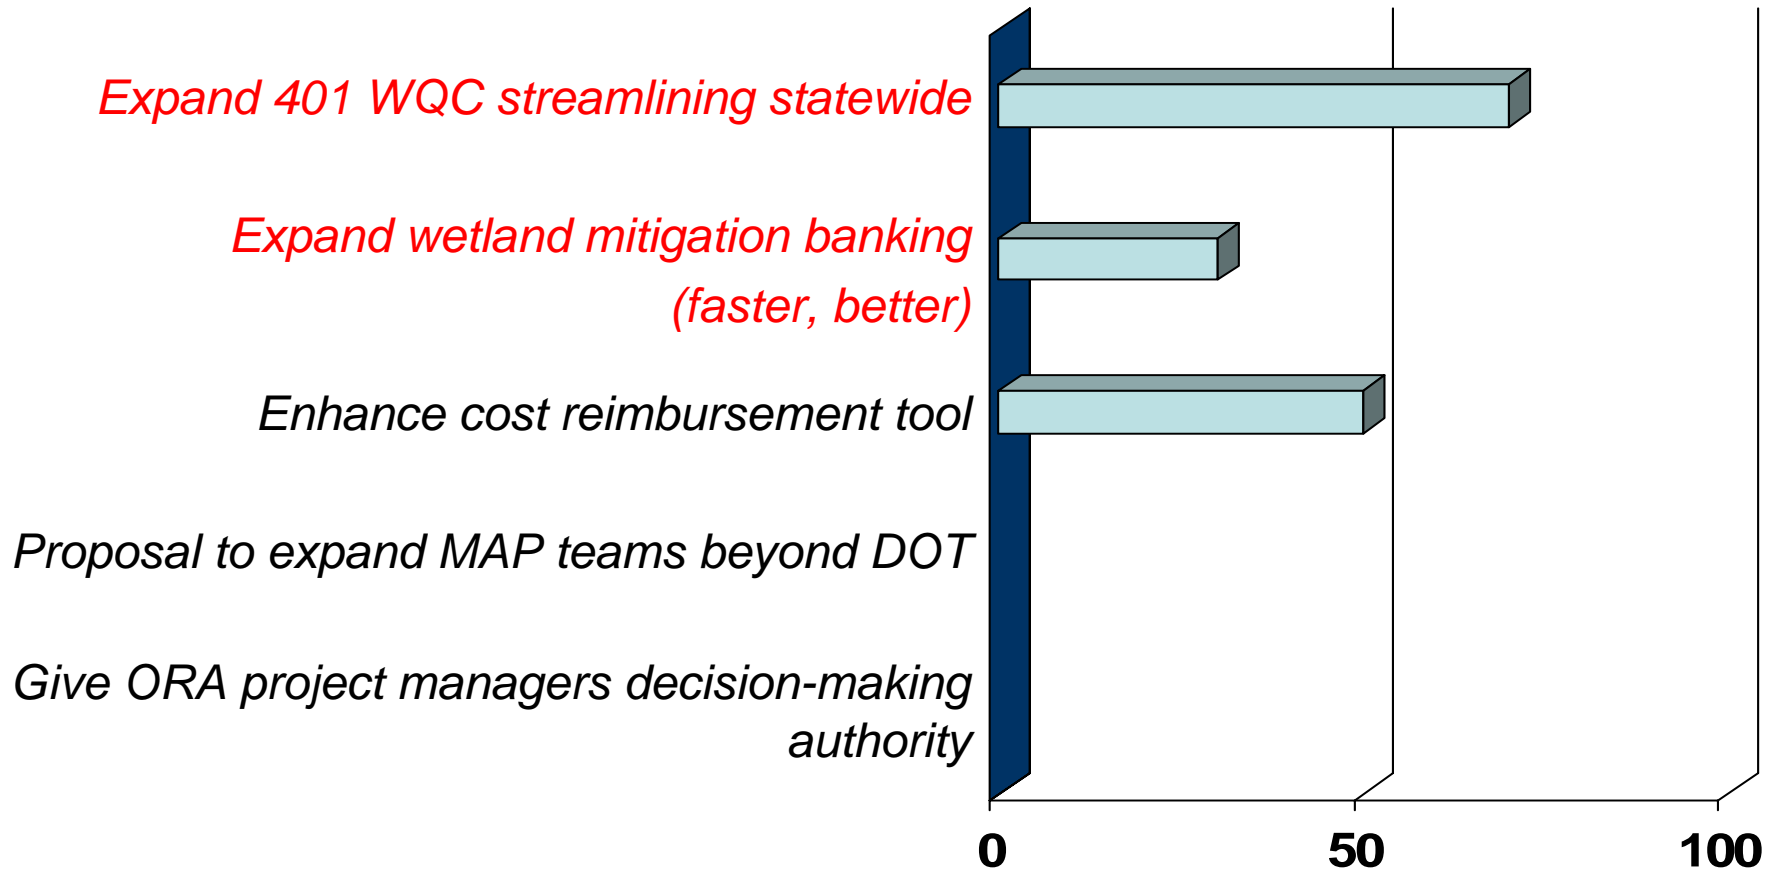 Expand 401 WQC streamlining statewide
Expand wetland mitigation banking
(faster, better)
Enhance cost reimbursement tool
Proposal to expand MAP teams beyond DOT
Give ORA project managers decision-making
authority
0 50 100